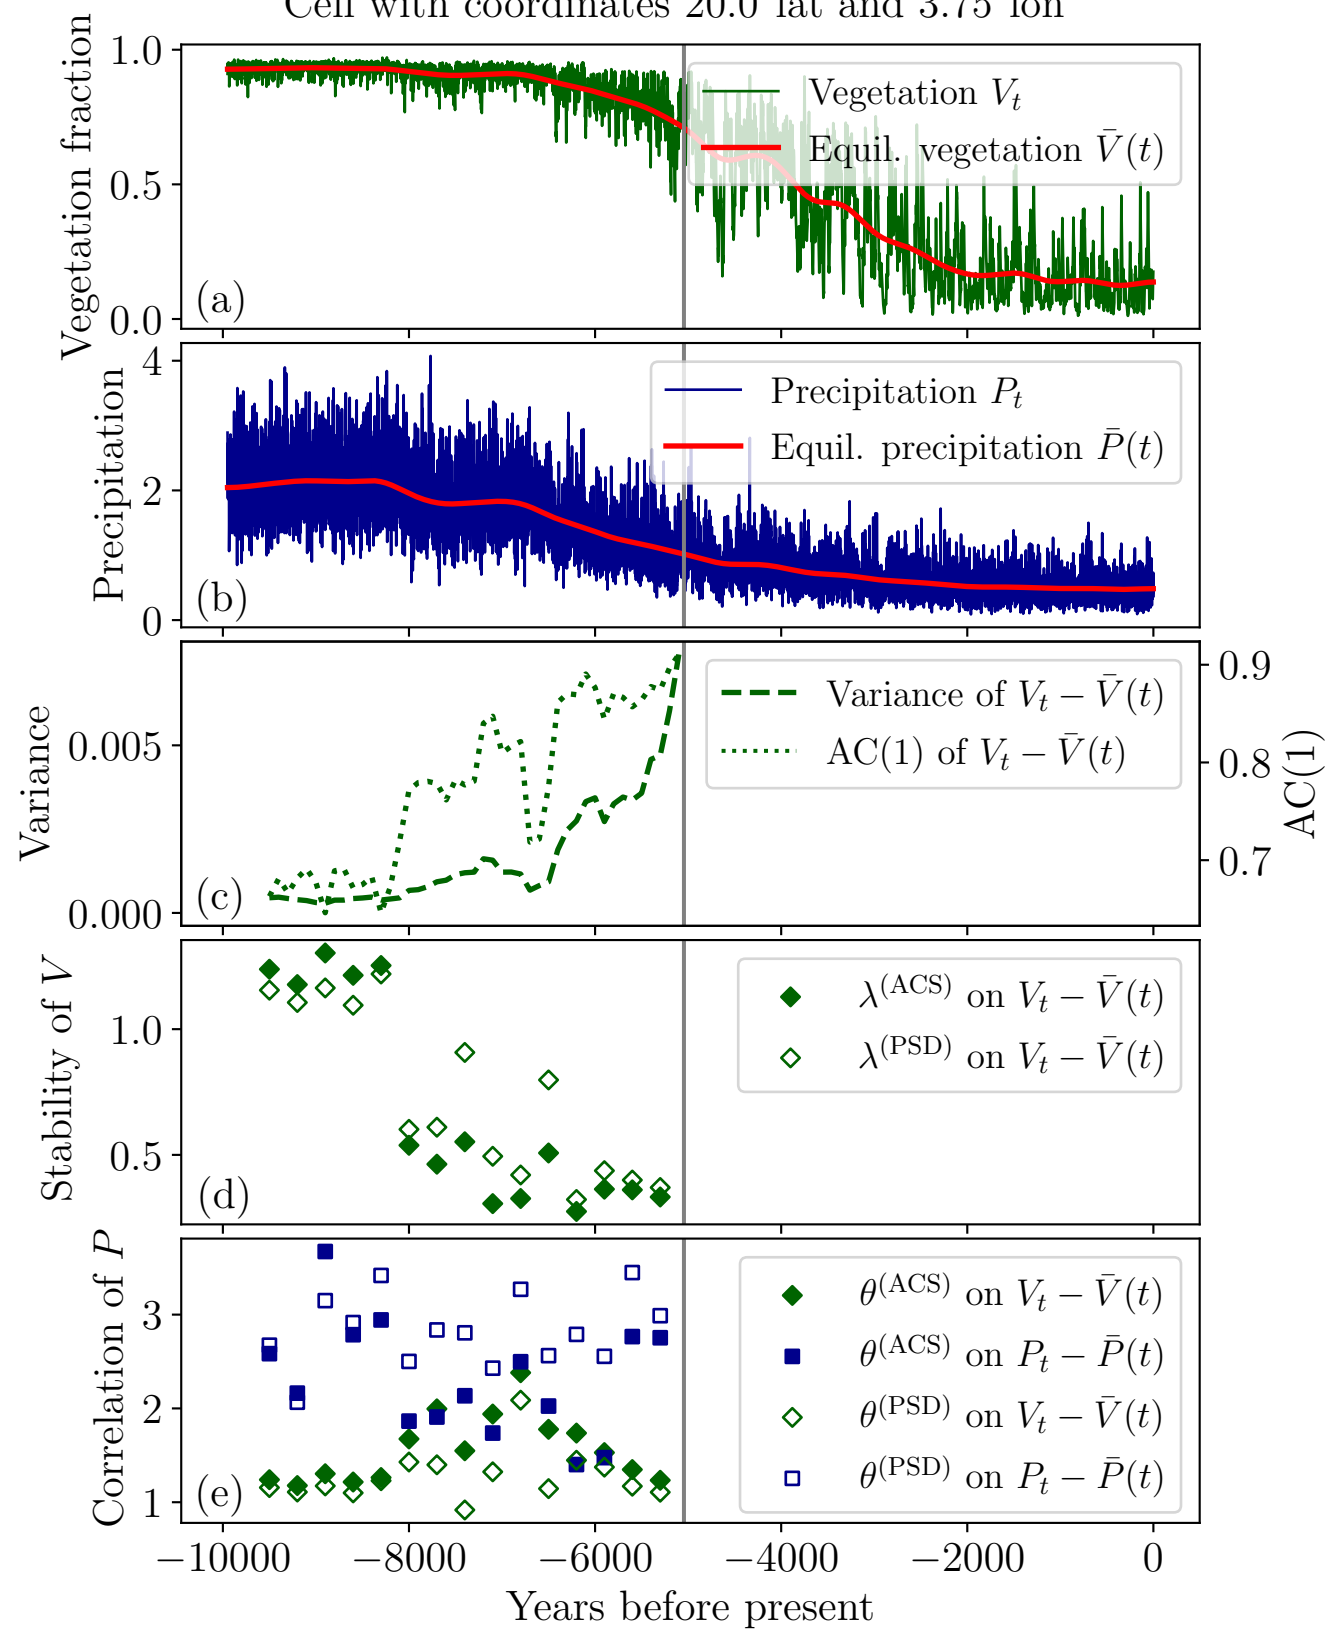 Cell with coordinates 20.0 lat and 3.75 lon
Vegetation fraction
1.0
0.5
0.0
(a)
Vegetation V_t
Equil. vegetation V̄(t)
Precipitation
4
2
0
(b)
Precipitation P_t
Equil. precipitation P̄(t)
Variance
0.005
0.000
(c)
Variance of V_t − V̄(t)
AC(1) of V_t − V̄(t)
0.9
0.8
0.7
AC(1)
Stability of V
1.0
0.5
(d)
λ^(ACS) on V_t − V̄(t)
λ^(PSD) on V_t − V̄(t)
Correlation of P
3
2
1
(e)
θ^(ACS) on V_t − V̄(t)
θ^(ACS) on P_t − P̄(t)
θ^(PSD) on V_t − V̄(t)
θ^(PSD) on P_t − P̄(t)
−10000 −8000 −6000 −4000 −2000 0
Years before present